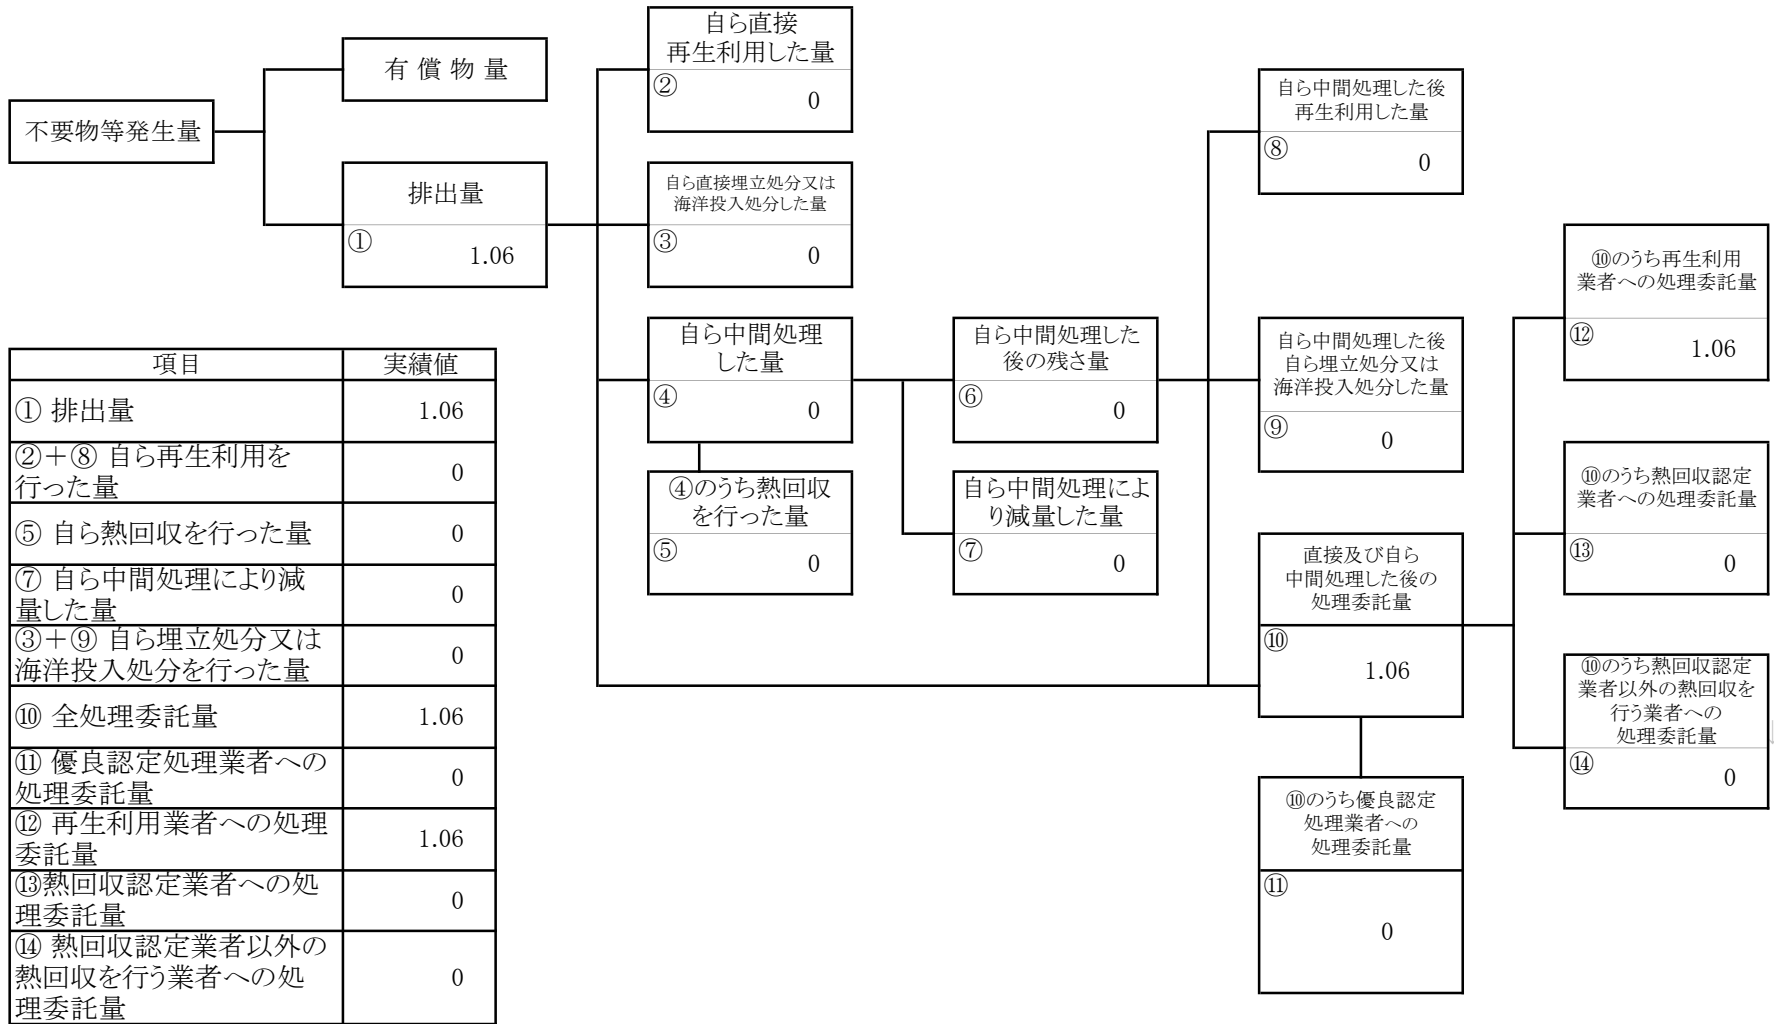 不要物等発生量
有 償 物 量
排出量
①
1.06
自ら直接
再生利用した量
②
0
自ら直接埋立処分又は
海洋投入処分した量
③
0
自ら中間処理
した量
④
0
④のうち熱回収
を行った量
⑤
0
自ら中間処理した
後の残さ量
⑥
0
自ら中間処理によ
り減量した量
⑦
0
自ら中間処理した後
再生利用した量
⑧
0
自ら中間処理した後
自ら埋立処分又は
海洋投入処分した量
⑨
0
直接及び自ら
中間処理した後の
処理委託量
⑩
1.06
⑩のうち優良認定
処理業者への
処理委託量
⑪
0
⑩のうち再生利用
業者への処理委託量
⑫
1.06
⑩のうち熱回収認定
業者への処理委託量
⑬
0
⑩のうち熱回収認定
業者以外の熱回収を
行う業者への
処理委託量
⑭
0
項目 実績値
① 排出量 1.06
②＋⑧ 自ら再生利用を
行った量 0
⑤ 自ら熱回収を行った量 0
⑦ 自ら中間処理により減
量した量 0
③＋⑨ 自ら埋立処分又は
海洋投入処分を行った量 0
⑩ 全処理委託量 1.06
⑪ 優良認定処理業者への
処理委託量 0
⑫ 再生利用業者への処理
委託量 1.06
⑬熱回収認定業者への処
理委託量 0
⑭ 熱回収認定業者以外の
熱回収を行う業者への処
理委託量 0